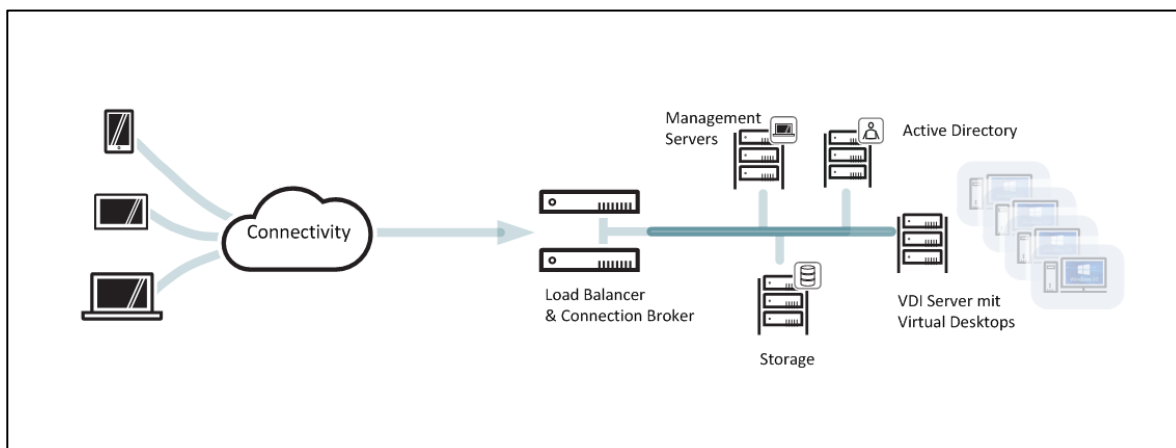 Management
Servers
Active Directory
Connectivity
Load Balancer
& Connection Broker
VDI Server mit
Virtual Desktops
Storage